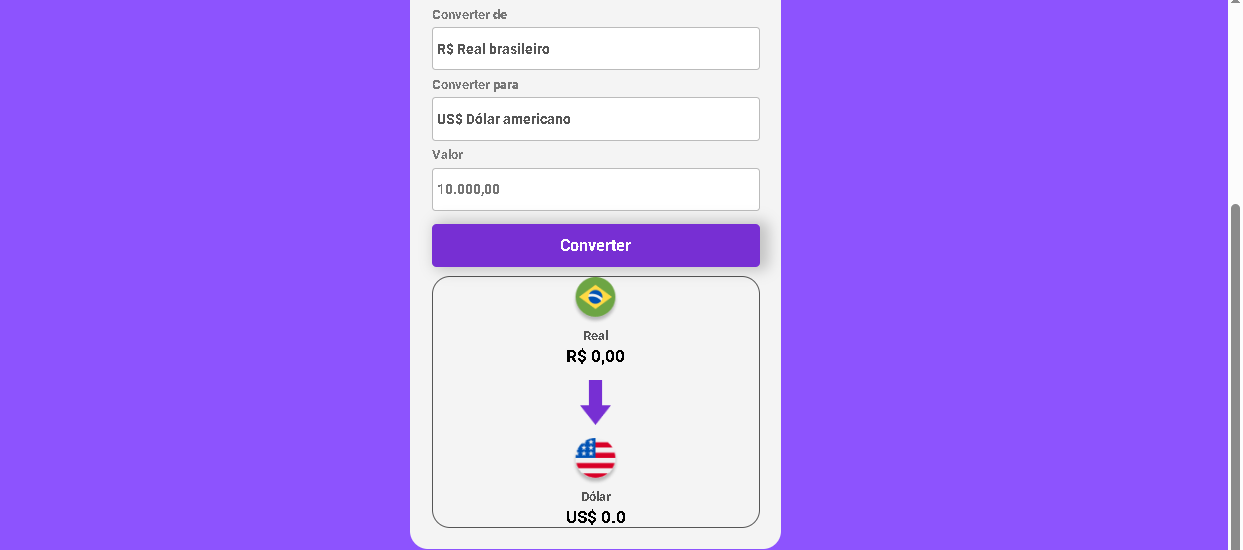 Converter de
R$ Real brasileiro
Converter para
US$ Dólar americano
Valor
10.000,00
Converter
Real
R$ 0,00
Dólar
US$ 0.0